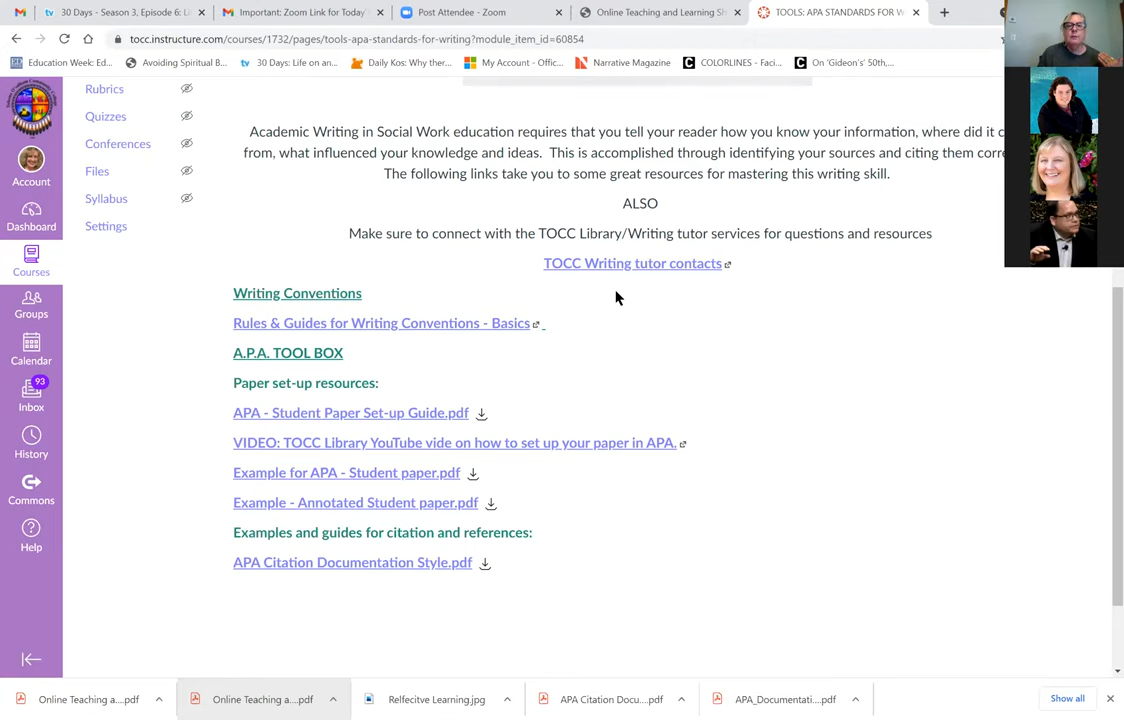 30 Days - Season 3, Episode 6: Li
Important: Zoom Link for Today'
Post Attendee - Zoom
Online Teaching and Learning Sh
TOOLS: APA STANDARDS FOR W
tocc.instructure.com/courses/1732/pages/tools-apa-standards-for-writing?module_item_id=60854
Education Week: Ed...
Avoiding Spiritual B...
30 Days: Life on an...
Daily Kos: Why ther...
My Account - Offic...
Narrative Magazine
COLORLINES - Faci...
On 'Gideon's' 50th,...
Account
Dashboard
Courses
Groups
Calendar
93
Inbox
History
Commons
Help
Rubrics
Quizzes
Conferences
Files
Syllabus
Settings
Academic Writing in Social Work education requires that you tell your reader how you know your information, where did it c
from, what influenced your knowledge and ideas. This is accomplished through identifying your sources and citing them corre
The following links take you to some great resources for mastering this writing skill.
ALSO
Make sure to connect with the TOCC Library/Writing tutor services for questions and resources
TOCC Writing tutor contacts
Writing Conventions
Rules & Guides for Writing Conventions - Basics
A.P.A. TOOL BOX
Paper set-up resources:
APA - Student Paper Set-up Guide.pdf
VIDEO: TOCC Library YouTube vide on how to set up your paper in APA.
Example for APA - Student paper.pdf
Example - Annotated Student paper.pdf
Examples and guides for citation and references:
APA Citation Documentation Style.pdf
Online Teaching a....pdf
Online Teaching a....pdf
Relfecitve Learning.jpg
APA Citation Docu....pdf
APA_Documentati....pdf
Show all